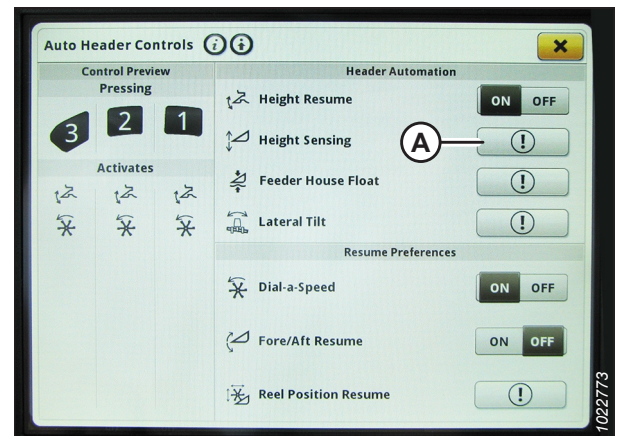 Auto Header Controls
Control Preview
Pressing
3 2 1
Activates
Header Automation
Height Resume ON OFF
Height Sensing A !
Feeder House Float !
Lateral Tilt !
Resume Preferences
Dial-a-Speed ON OFF
Fore/Aft Resume ON OFF
Reel Position Resume !
1022773